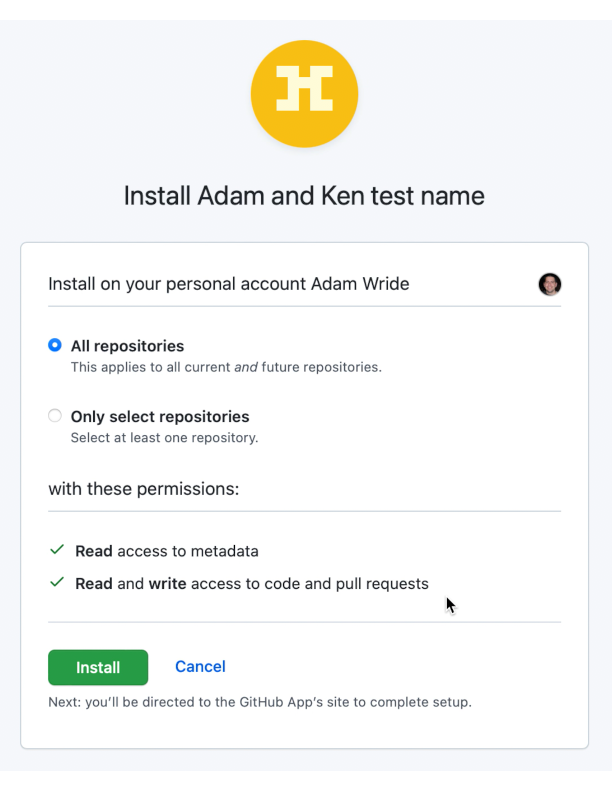 Install Adam and Ken test name
Install on your personal account Adam Wride
All repositories
This applies to all current and future repositories.
Only select repositories
Select at least one repository.
with these permissions:
Read access to metadata
Read and write access to code and pull requests
Install
Cancel
Next: you'll be directed to the GitHub App's site to complete setup.